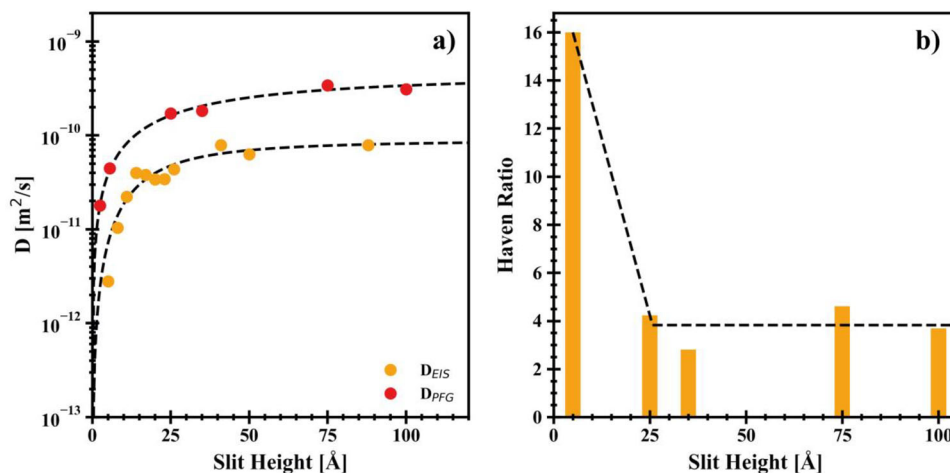 a)
10⁻⁹
10⁻¹⁰
10⁻¹¹
10⁻¹²
10⁻¹³
D [m²/s]
0 25 50 75 100
Slit Height [Å]
D_EIS
D_PFG
b)
16
14
12
10
8
6
4
2
0
Haven Ratio
0 25 50 75 100
Slit Height [Å]